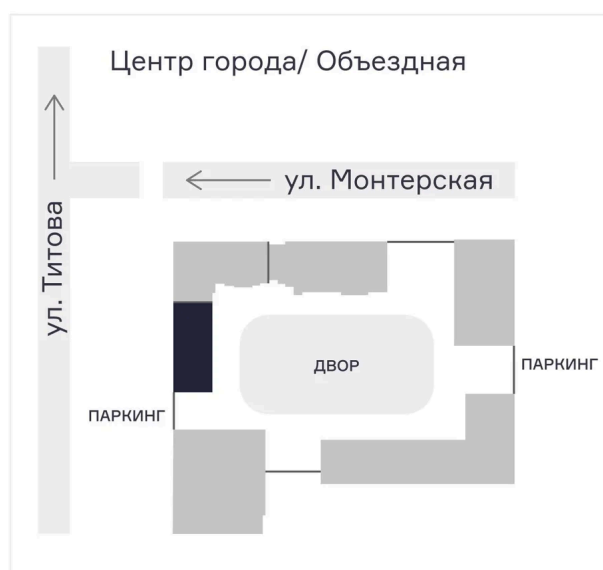 Центр города/ Объездная
ул. Монтерская
ул. Титова
ДВОР
ПАРКИНГ
ПАРКИНГ